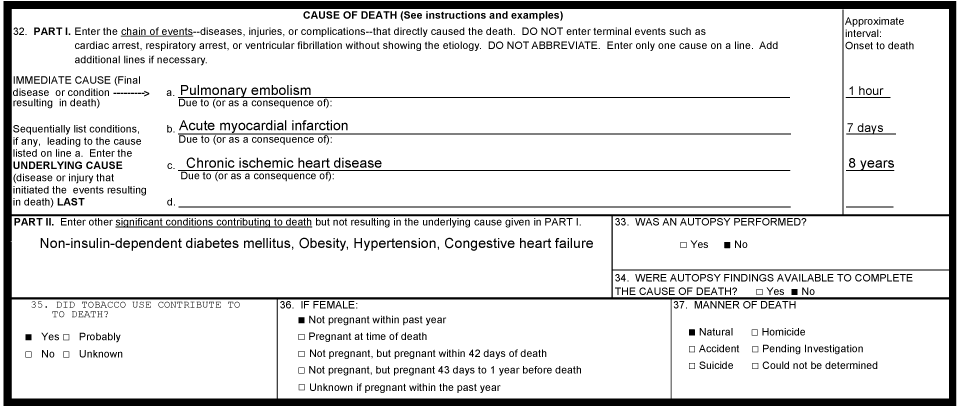 CAUSE OF DEATH (See instructions and examples)
32. PART I. Enter the chain of events--diseases, injuries, or complications--that directly caused the death. DO NOT enter terminal events such as
cardiac arrest, respiratory arrest, or ventricular fibrillation without showing the etiology. DO NOT ABBREVIATE. Enter only one cause on a line. Add
additional lines if necessary.
Approximate
interval:
Onset to death
IMMEDIATE CAUSE (Final
disease or condition --------->
resulting in death)
a. Pulmonary embolism
Due to (or as a consequence of):
1 hour
Sequentially list conditions,
if any, leading to the cause
listed on line a. Enter the
UNDERLYING CAUSE
(disease or injury that
initiated the events resulting
in death) LAST
b. Acute myocardial infarction
Due to (or as a consequence of):
7 days
c. Chronic ischemic heart disease
Due to (or as a consequence of):
8 years
d.
PART II. Enter other significant conditions contributing to death but not resulting in the underlying cause given in PART I.
Non-insulin-dependent diabetes mellitus, Obesity, Hypertension, Congestive heart failure
33. WAS AN AUTOPSY PERFORMED?
□ Yes ■ No
34. WERE AUTOPSY FINDINGS AVAILABLE TO COMPLETE
THE CAUSE OF DEATH? □ Yes ■ No
35. DID TOBACCO USE CONTRIBUTE TO
TO DEATH?
■ Yes □ Probably
□ No □ Unknown
36. IF FEMALE:
■ Not pregnant within past year
□ Pregnant at time of death
□ Not pregnant, but pregnant within 42 days of death
□ Not pregnant, but pregnant 43 days to 1 year before death
□ Unknown if pregnant within the past year
37. MANNER OF DEATH
■ Natural □ Homicide
□ Accident □ Pending Investigation
□ Suicide □ Could not be determined